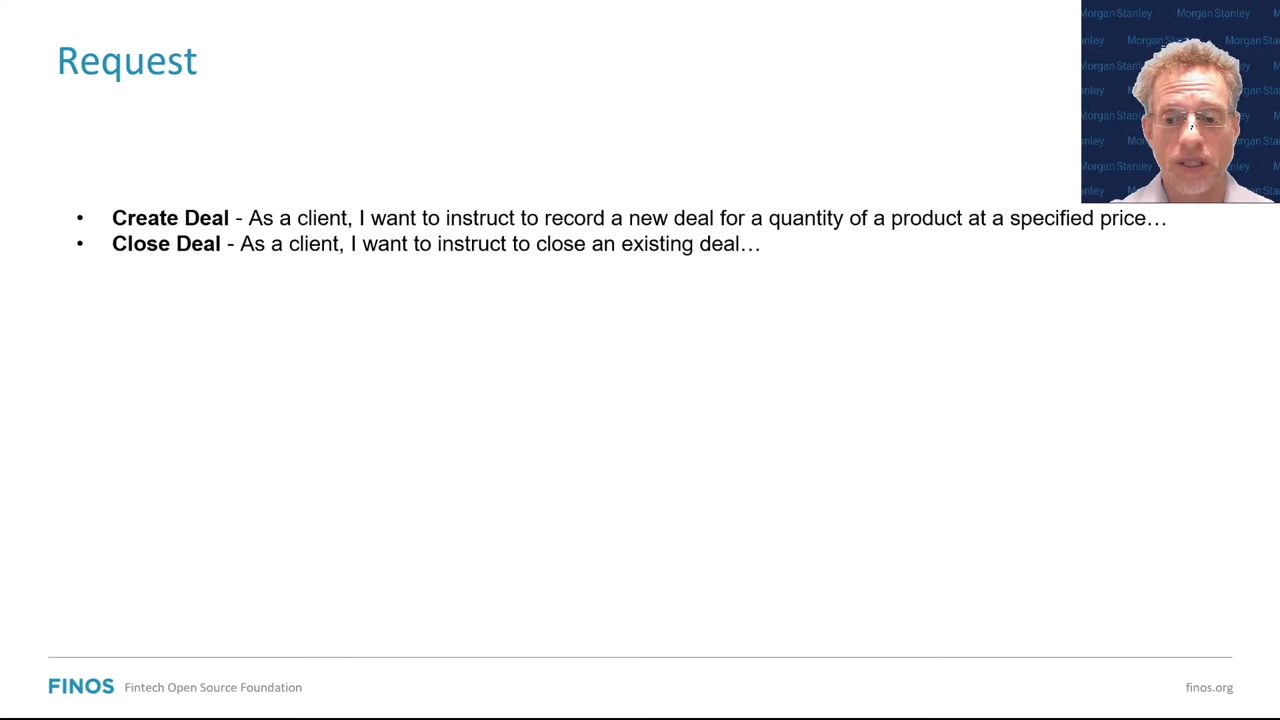 Request
Morgan Stanley Morgan Stanley
• Create Deal - As a client, I want to instruct to record a new deal for a quantity of a product at a specified price…
• Close Deal - As a client, I want to instruct to close an existing deal…
FINOS Fintech Open Source Foundation
finos.org